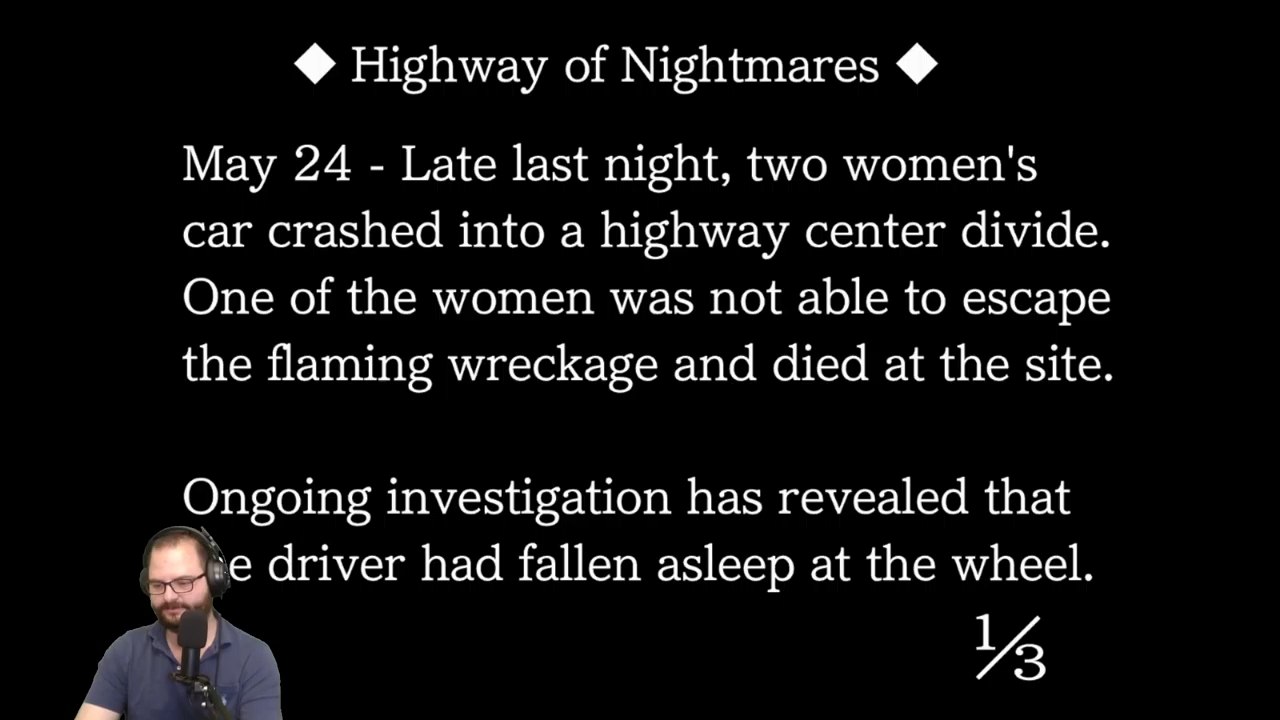 ◆ Highway of Nightmares ◆
May 24 - Late last night, two women's
car crashed into a highway center divide.
One of the women was not able to escape
the flaming wreckage and died at the site.
Ongoing investigation has revealed that
driver had fallen asleep at the wheel.
1/3